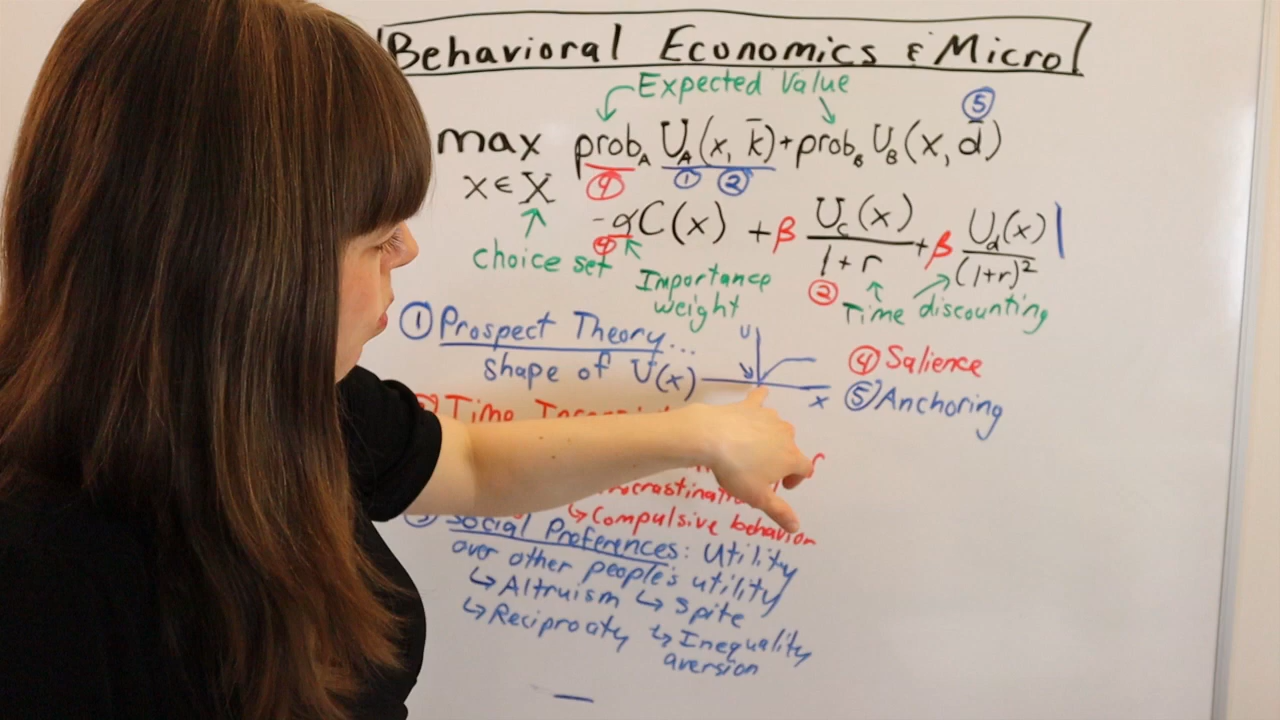 Behavioral Economics & Micro
Expected Value
⑤
max prob_A U_A(x, k̄) + prob_B U_B(x, d̄)
④ ① ②
x ∈ X
-αC(x) + β U_c(x)/1+r + β U_d(x)/(1+r)² |
④ ②
choice set
Importance weight
Time discounting
① Prospect Theory...
shape of U(x)
U
x
④ Salience
⑤ Anchoring
Time
↳ Compulsive behavior
Social Preferences: Utility
over other people's utility
↳ Altruism ↳ Spite
↳ Reciprocity ↳ Inequality
aversion